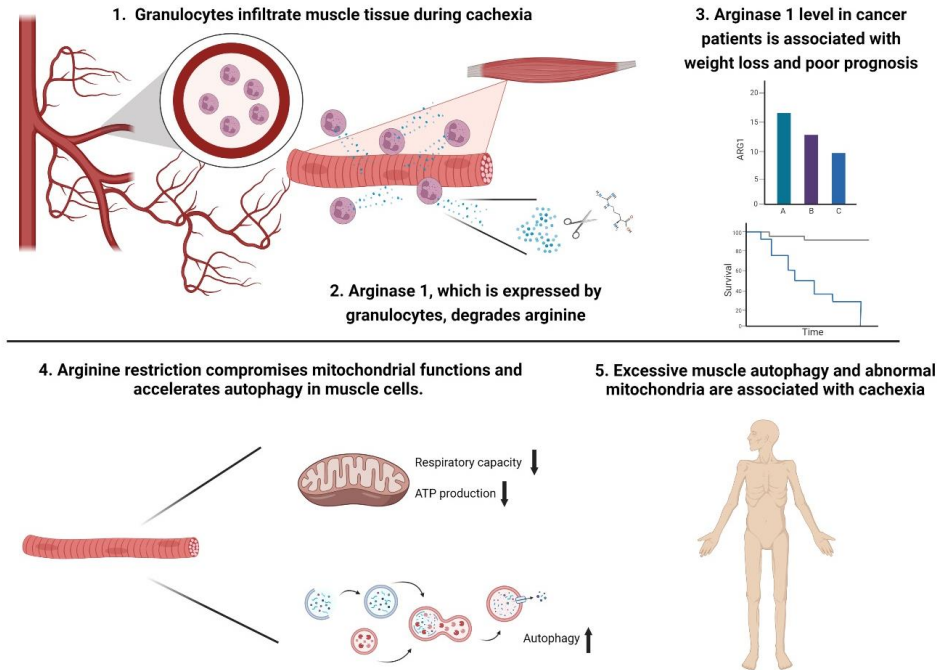 1. Granulocytes infiltrate muscle tissue during cachexia
2. Arginase 1, which is expressed by
granulocytes, degrades arginine
3. Arginase 1 level in cancer
patients is associated with
weight loss and poor prognosis
20
15
10
5
0
ARG1
A
B
C
100
80
60
40
20
0
Survival
Time
4. Arginine restriction compromises mitochondrial functions and
accelerates autophagy in muscle cells.
Respiratory capacity
ATP production
Autophagy
5. Excessive muscle autophagy and abnormal
mitochondria are associated with cachexia